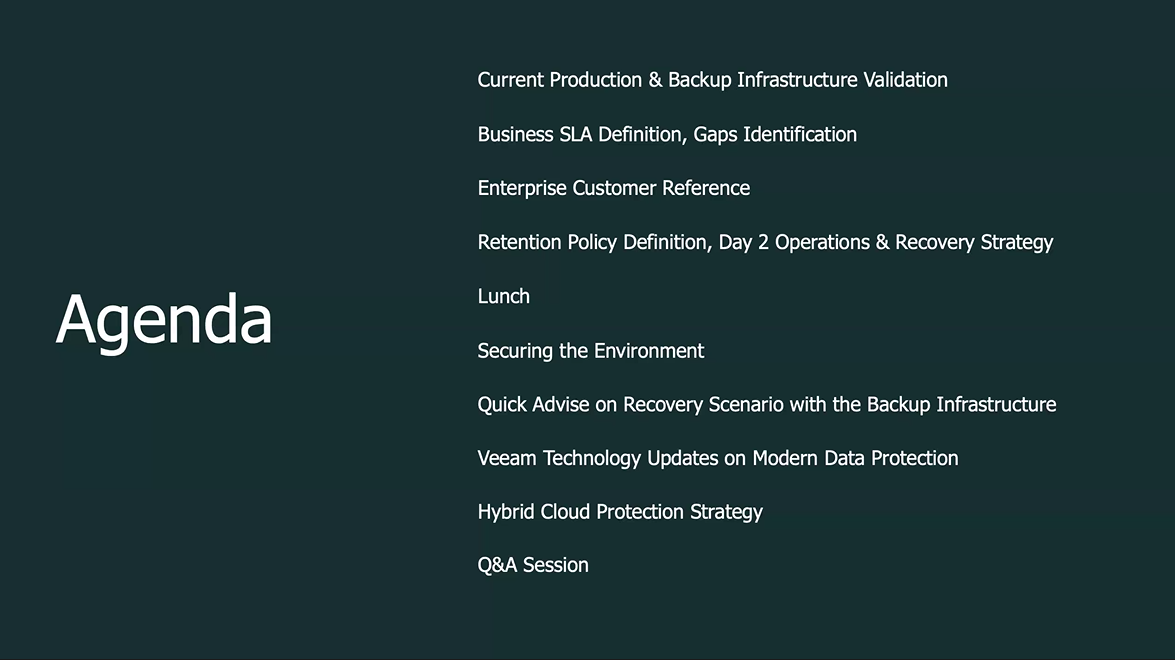 Agenda
Current Production & Backup Infrastructure Validation
Business SLA Definition, Gaps Identification
Enterprise Customer Reference
Retention Policy Definition, Day 2 Operations & Recovery Strategy
Lunch
Securing the Environment
Quick Advise on Recovery Scenario with the Backup Infrastructure
Veeam Technology Updates on Modern Data Protection
Hybrid Cloud Protection Strategy
Q&A Session